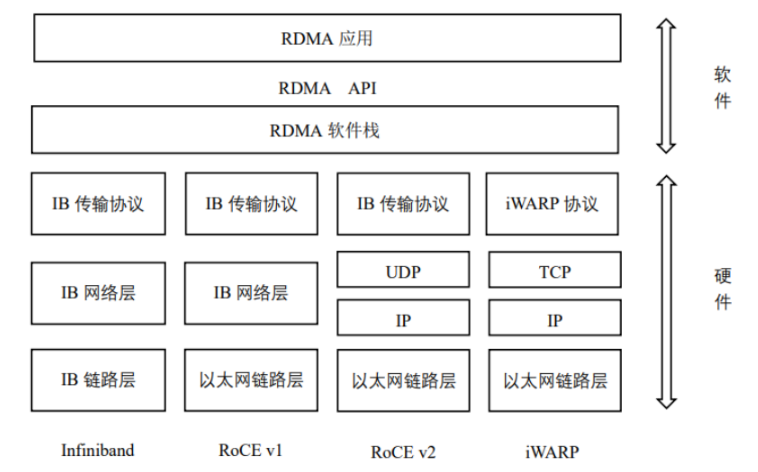 RDMA 应用
RDMA API
RDMA 软件栈
软
件
IB 传输协议 IB 传输协议 IB 传输协议 iWARP 协议
UDP TCP
IB 网络层 IB 网络层
IP IP
硬
件
IB 链路层 以太网链路层 以太网链路层 以太网链路层
Infiniband RoCE v1 RoCE v2 iWARP